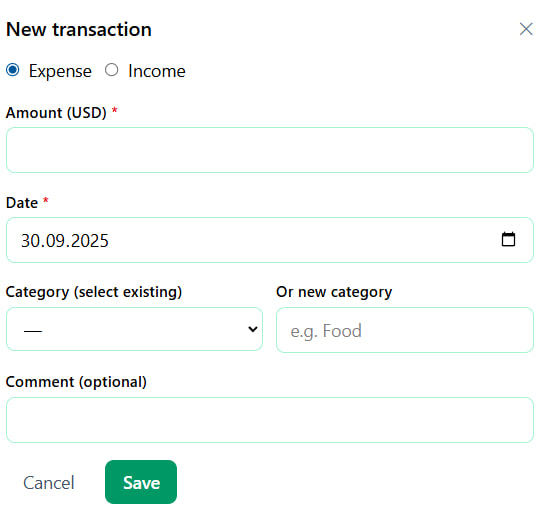 New transaction
Expense Income
Amount (USD) *
Date *
30.09.2025
Category (select existing) Or new category
— e.g. Food
Comment (optional)
Cancel Save